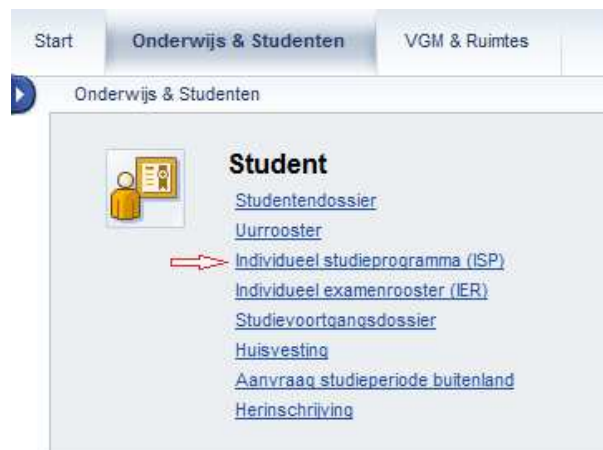 Start Onderwijs & Studenten VGM & Ruimtes
Onderwijs & Studenten
Student
Studentendossier
Uurrooster
Individueel studieprogramma (ISP)
Individueel examenrooster (IER)
Studievoortgangsdossier
Huisvesting
Aanvraag studieperiode buitenland
Herinschrijving